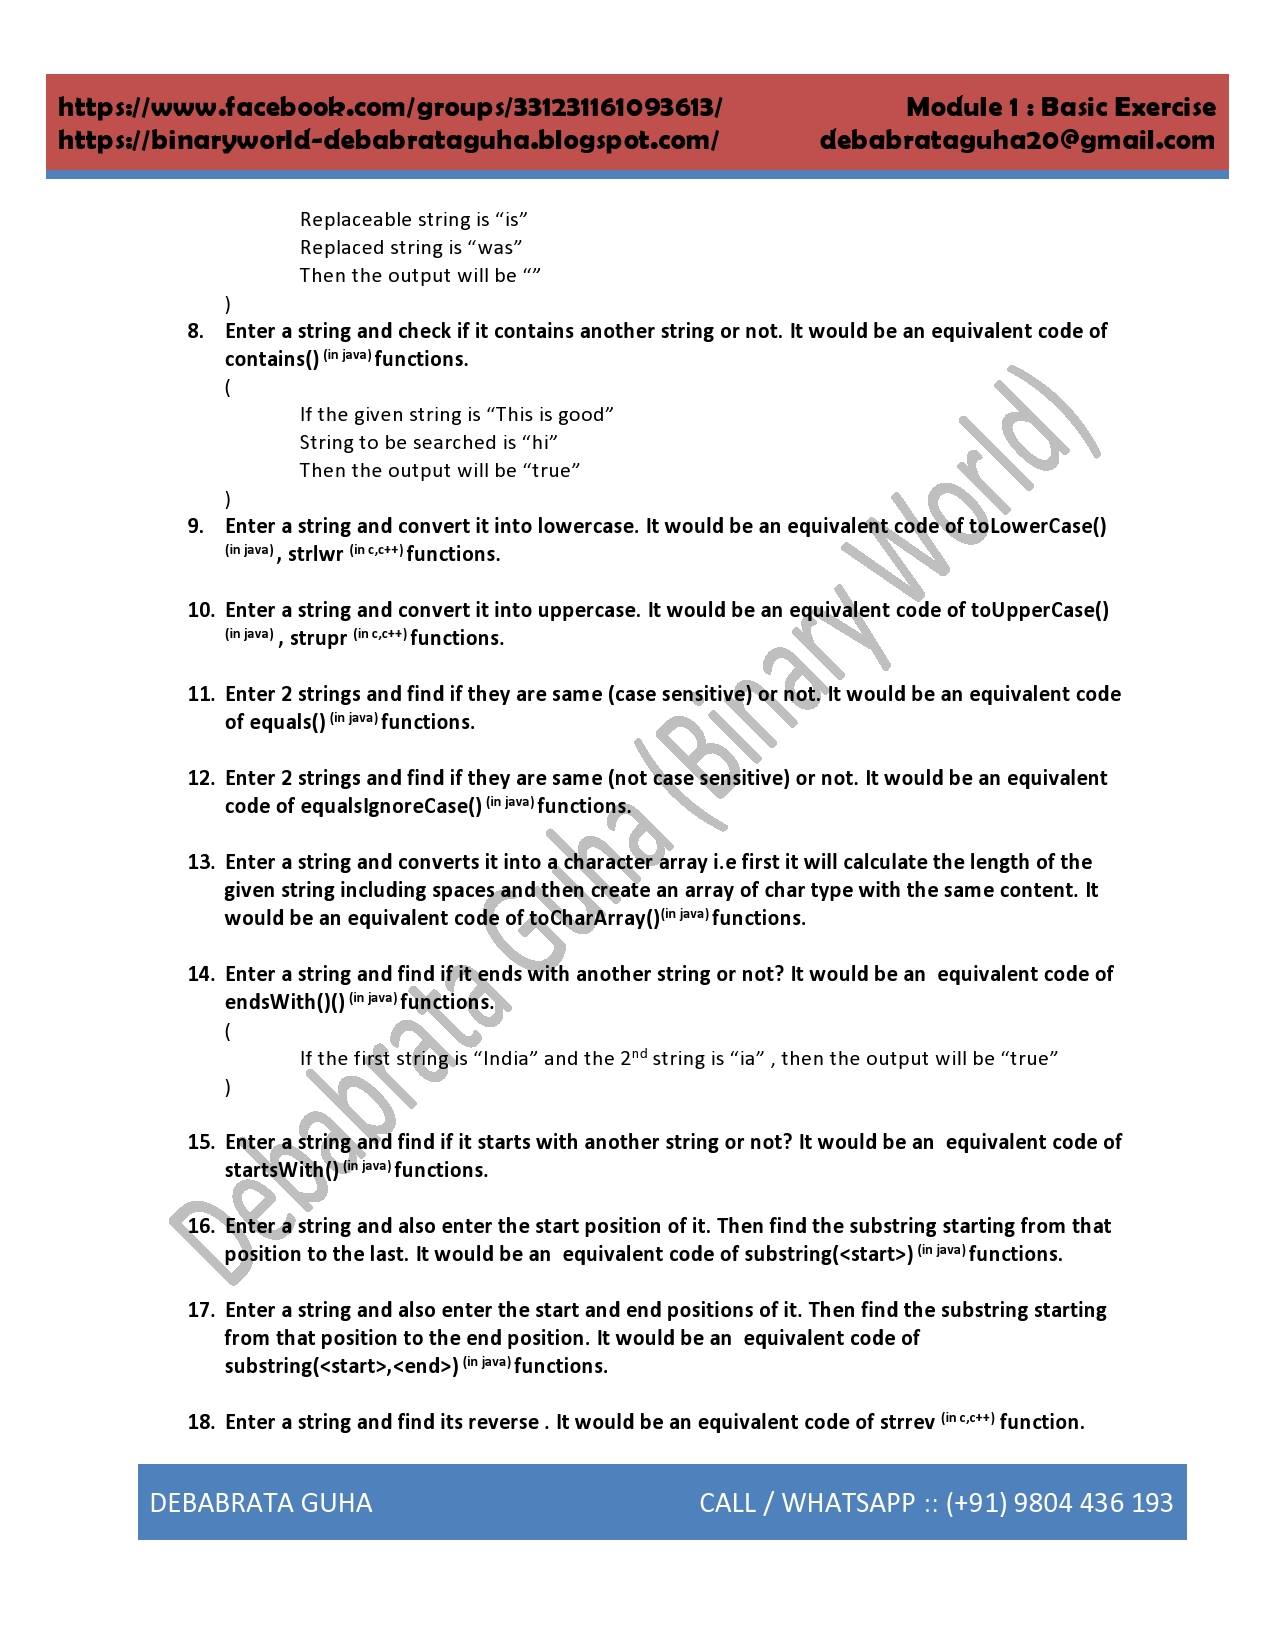 https://www.facebook.com/groups/331231161093613/ Module 1 : Basic Exercise
https://binaryworld-debabrataguha.blogspot.com/ debabrataguha20@gmail.com
Replaceable string is “is”
Replaced string is “was”
Then the output will be “”
)
8. Enter a string and check if it contains another string or not. It would be an equivalent code of
contains() (in java) functions.
(
If the given string is “This is good”
String to be searched is “hi”
Then the output will be “true”
)
9. Enter a string and convert it into lowercase. It would be an equivalent code of toLowerCase()
(in java) , strlwr (in c,c++) functions.
10. Enter a string and convert it into uppercase. It would be an equivalent code of toUpperCase()
(in java) , strupr (in c,c++) functions.
11. Enter 2 strings and find if they are same (case sensitive) or not. It would be an equivalent code
of equals() (in java) functions.
12. Enter 2 strings and find if they are same (not case sensitive) or not. It would be an equivalent
code of equalsIgnoreCase() (in java) functions.
13. Enter a string and converts it into a character array i.e first it will calculate the length of the
given string including spaces and then create an array of char type with the same content. It
would be an equivalent code of toCharArray()(in java) functions.
14. Enter a string and find if it ends with another string or not? It would be an  equivalent code of
endsWith()() (in java) functions.
(
If the first string is “India” and the 2nd string is “ia” , then the output will be “true”
)
15. Enter a string and find if it starts with another string or not? It would be an  equivalent code of
startsWith() (in java) functions.
16. Enter a string and also enter the start position of it. Then find the substring starting from that
position to the last. It would be an  equivalent code of substring(<start>) (in java) functions.
17. Enter a string and also enter the start and end positions of it. Then find the substring starting
from that position to the end position. It would be an  equivalent code of
substring(<start>,<end>) (in java) functions.
18. Enter a string and find its reverse . It would be an equivalent code of strrev (in c,c++) function.
Debabrata Guha (Binary World)
DEBABRATA GUHA CALL / WHATSAPP :: (+91) 9804 436 193